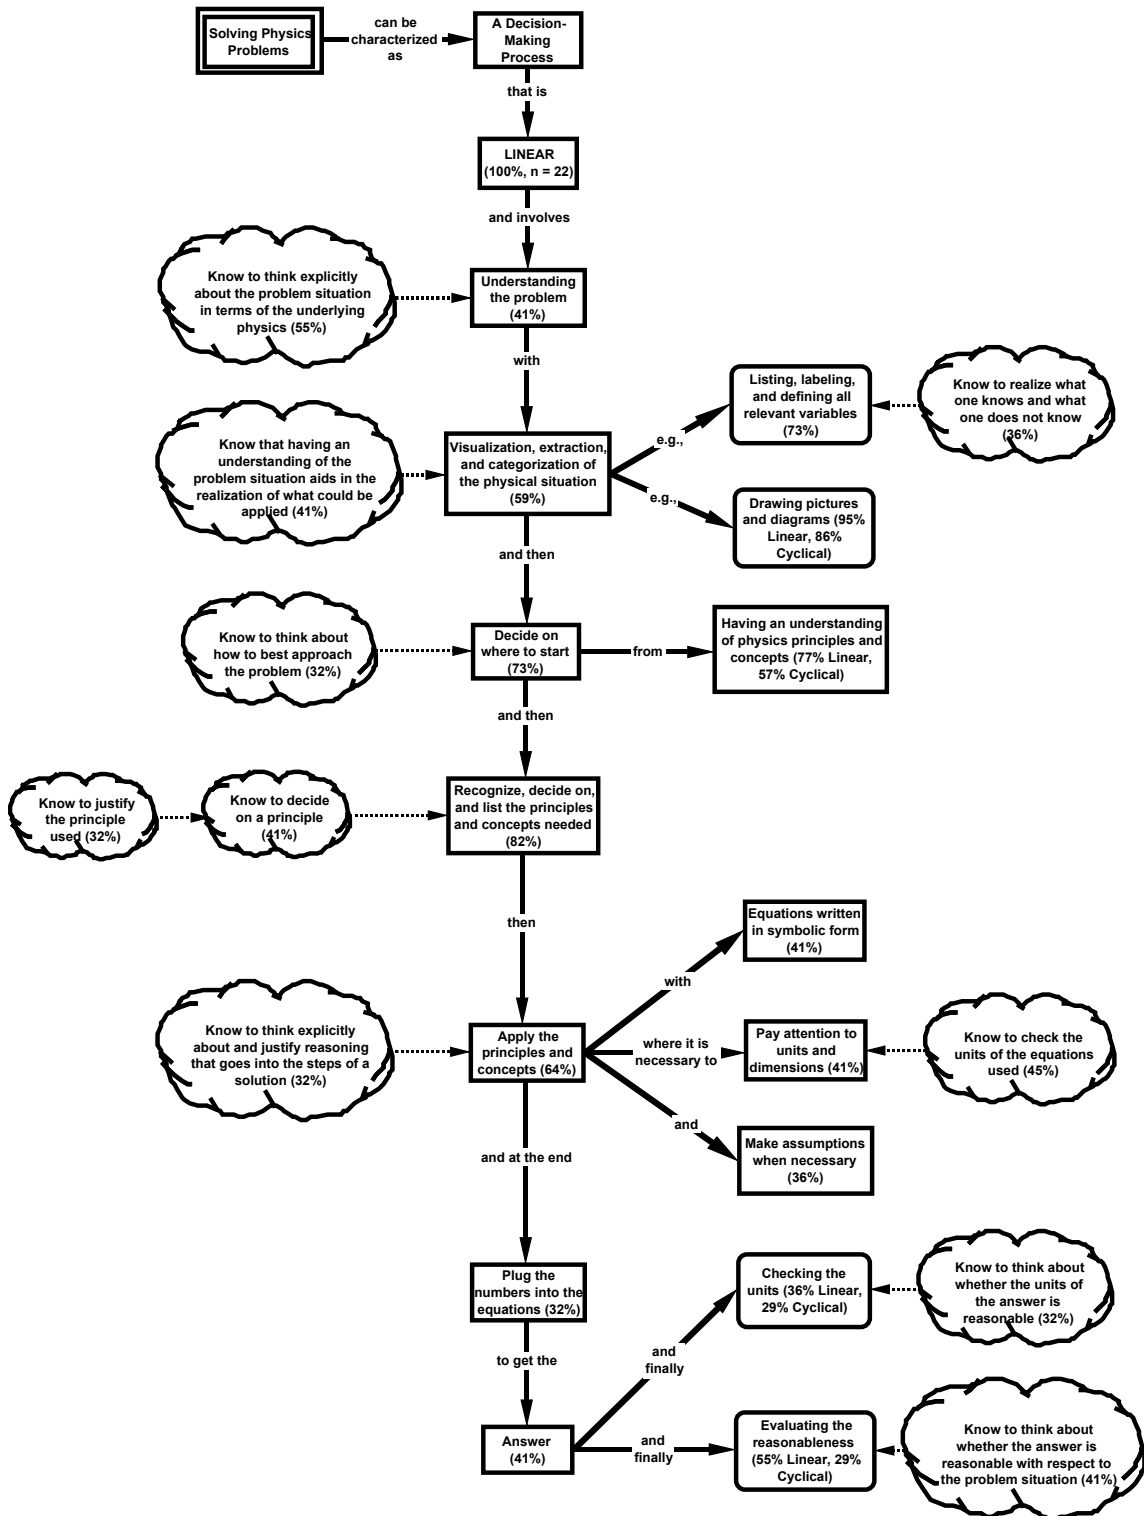 Solving Physics
Problems
can be
characterized
as
A Decision-
Making
Process
that is
LINEAR
(100%, n = 22)
and involves
Know to think explicitly
about the problem situation
in terms of the underlying
physics (55%)
Understanding
the problem
(41%)
with
Know that having an
understanding of the
problem situation aids in the
realization of what could be
applied (41%)
Visualization, extraction,
and categorization of
the physical situation
(59%)
e.g.,
Listing, labeling,
and defining all
relevant variables
(73%)
Know to realize what
one knows and what
one does not know
(36%)
e.g.,
Drawing pictures
and diagrams (95%
Linear, 86%
Cyclical)
and then
Know to think about
how to best approach
the problem (32%)
Decide on
where to start
(73%)
from
Having an understanding
of physics principles and
concepts (77% Linear,
57% Cyclical)
and then
Know to justify
the principle
used (32%)
Know to decide
on a principle
(41%)
Recognize, decide on,
and list the principles
and concepts needed
(82%)
then
Know to think explicitly
about and justify reasoning
that goes into the steps of a
solution (32%)
Apply the
principles and
concepts (64%)
with
Equations written
in symbolic form
(41%)
where it is
necessary to
Pay attention to
units and
dimensions (41%)
Know to check the
units of the equations
used (45%)
and
Make assumptions
when necessary
(36%)
and at the end
Plug the
numbers into the
equations (32%)
to get the
Answer
(41%)
and
finally
Checking the
units (36% Linear,
29% Cyclical)
Know to think about
whether the units of
the answer is
reasonable (32%)
and
finally
Evaluating the
reasonableness
(55% Linear, 29%
Cyclical)
Know to think about
whether the answer is
reasonable with respect to
the problem situation (41%)